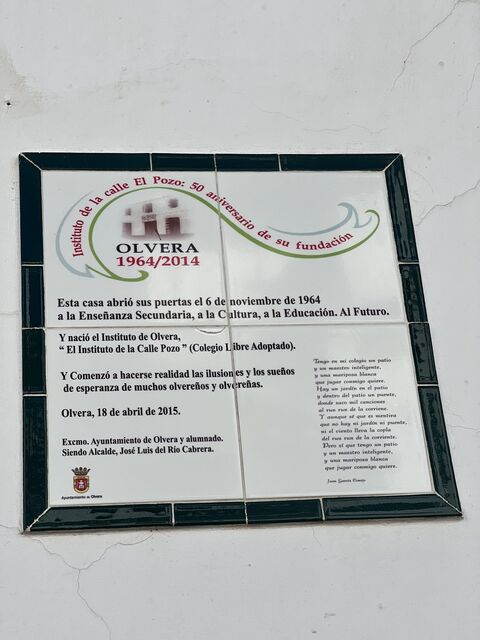 Instituto de la calle El Pozo: 50 aniversario de su fundación
OLVERA
1964/2014
Esta casa abrió sus puertas el 6 de noviembre de 1964
a la Enseñanza Secundaria, a la Cultura, a la Educación. Al Futuro.
Y nació el Instituto de Olvera,
“ El Instituto de la Calle Pozo ” (Colegio Libre Adoptado).
Y Comenzó a hacerse realidad las ilusiones y los sueños
de esperanza de muchos olvereños y olvereñas.
Olvera, 18 de abril de 2015.
Excmo. Ayuntamiento de Olvera y alumnado.
Siendo Alcalde, José Luis del Río Cabrera.
Ayuntamiento de Olvera
Tengo en mi colegio un patio
y un maestro inteligente,
y una mariposa blanca
que jugar conmigo quiere.
Hay un jardín en el patio
y dentro del patio un puente,
donde saco mil canciones
al run run de la corriente.
Y aunque sé que es mentira
que no hay ni jardín ni puente,
ni el viento lleva la copla
del run run de la corriente.
Pero sí que tengo un patio
y un maestro inteligente,
y una mariposa blanca
que jugar conmigo quiere.
Juan García